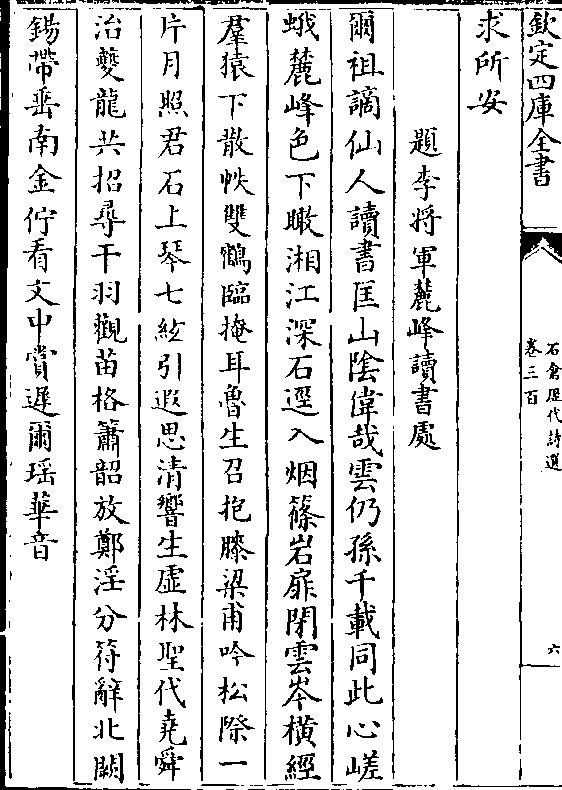 欽定四庫全書
石倉歷代詩選
卷三百
六
求所安
題李將軍麓峰讀書處
爾祖謫仙人讀書匡山陰偉哉雲仍孫千載同此心嵯
峨麓峰色下瞰湘江深石逕入烟篠岩扉閉雲岑橫經
羣猿下散帙雙鶴臨掩耳魯生召抱膝梁甫吟松際一
片月照君石上琴七絃引遐思清響生虛林聖代堯舜
治夔龍共招尋干羽觀苗格簫韶放鄭淫分符辭北闕
錫帶垂南金佇看文中賞遲爾瑶華音